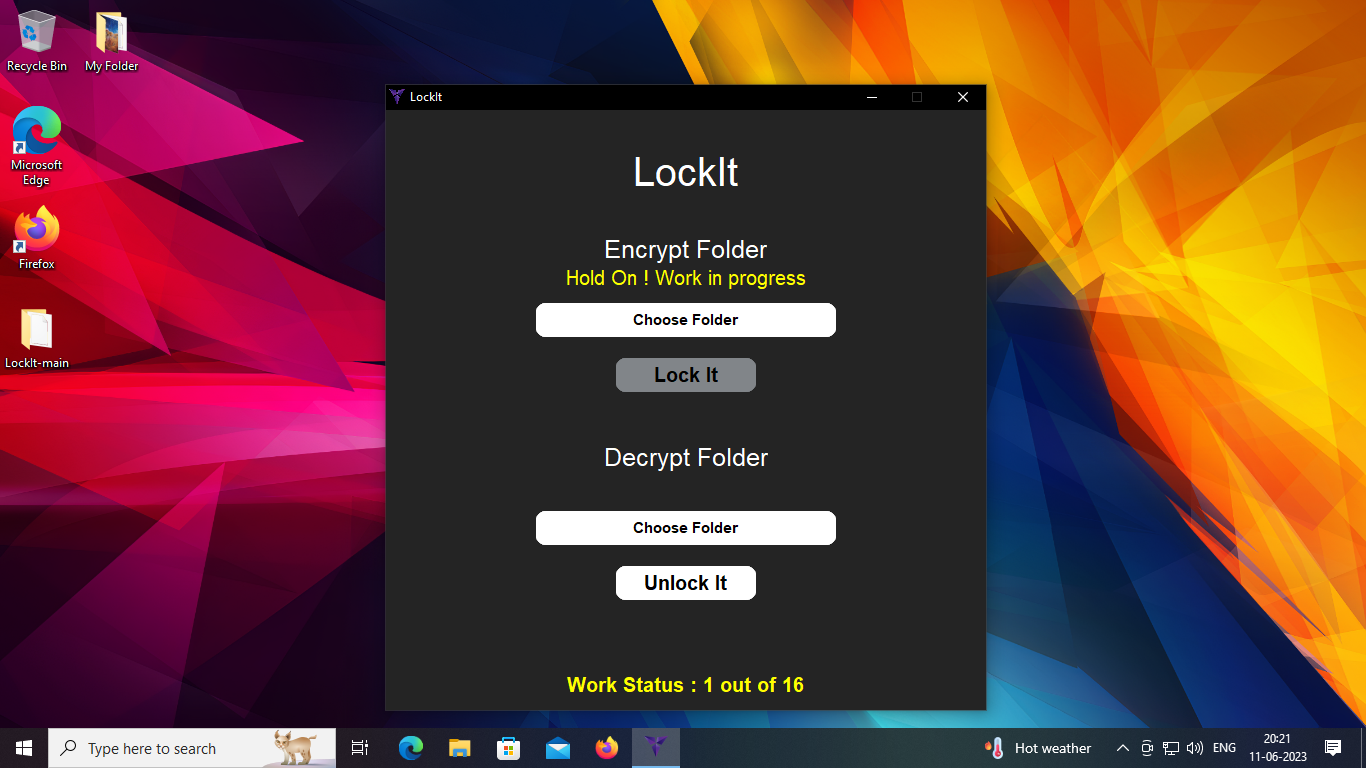 Recycle Bin
My Folder
Microsoft
Edge
Firefox
LockIt-main
LockIt
LockIt
Encrypt Folder
Hold On ! Work in progress
Choose Folder
Lock It
Decrypt Folder
Choose Folder
Unlock It
Work Status : 1 out of 16
Type here to search
Hot weather
ENG
20:21
11-06-2023